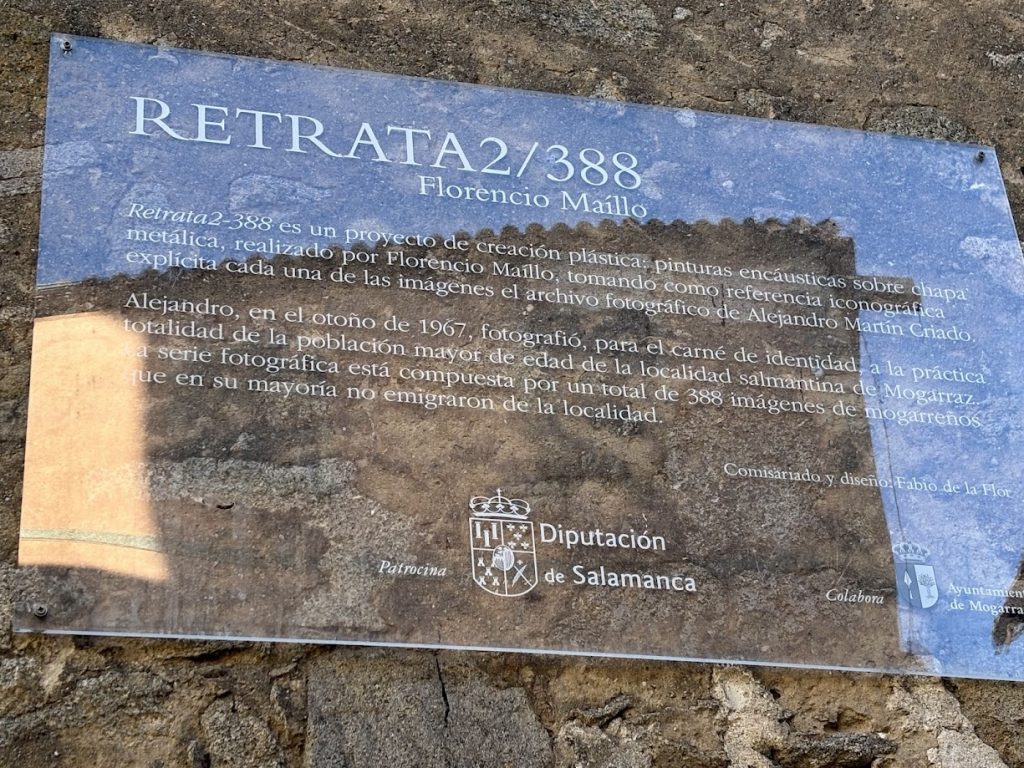 RETRATA2/388
Florencio Maíllo
Retrata2-388 es un proyecto de creación plástica: pinturas encáusticas sobre chapa
metálica, realizado por Florencio Maíllo, tomando como referencia iconográfica
explícita cada una de las imágenes el archivo fotográfico de Alejandro Martín Criado.
Alejandro, en el otoño de 1967, fotografió, para el carné de identidad, a la práctica
totalidad de la población mayor de edad de la localidad salmantina de Mogarraz.
La serie fotográfica está compuesta por un total de 388 imágenes de mogarreños
que en su mayoría no emigraron de la localidad.
Comisariado y diseño: Fabio de la Flor
Patrocina
Diputación
de Salamanca
Colabora
Ayuntamient
de Mogarra